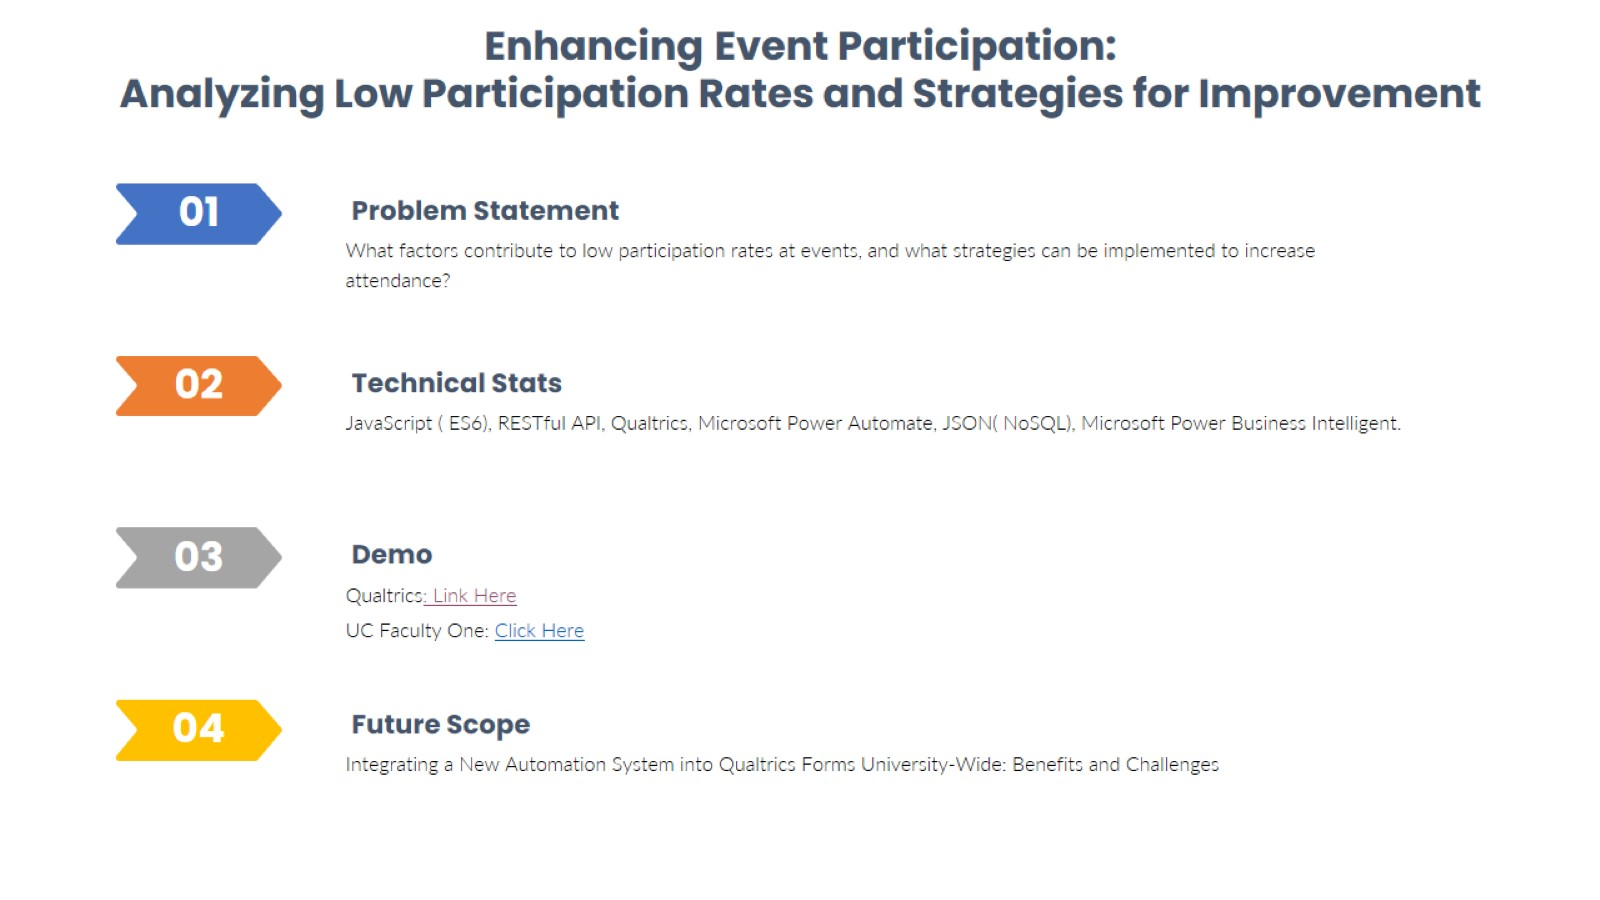 Enhancing Event Participation:
Analyzing Low Participation Rates and Strategies for Improvement
01
Problem Statement
What factors contribute to low participation rates at events, and what strategies can be implemented to increase
attendance?
02
Technical Stats
JavaScript ( ES6), RESTful API, Qualtrics, Microsoft Power Automate, JSON( NoSQL), Microsoft Power Business Intelligent.
03
Demo
Qualtrics: Link Here
UC Faculty One: Click Here
04
Future Scope
Integrating a New Automation System into Qualtrics Forms University-Wide: Benefits and Challenges